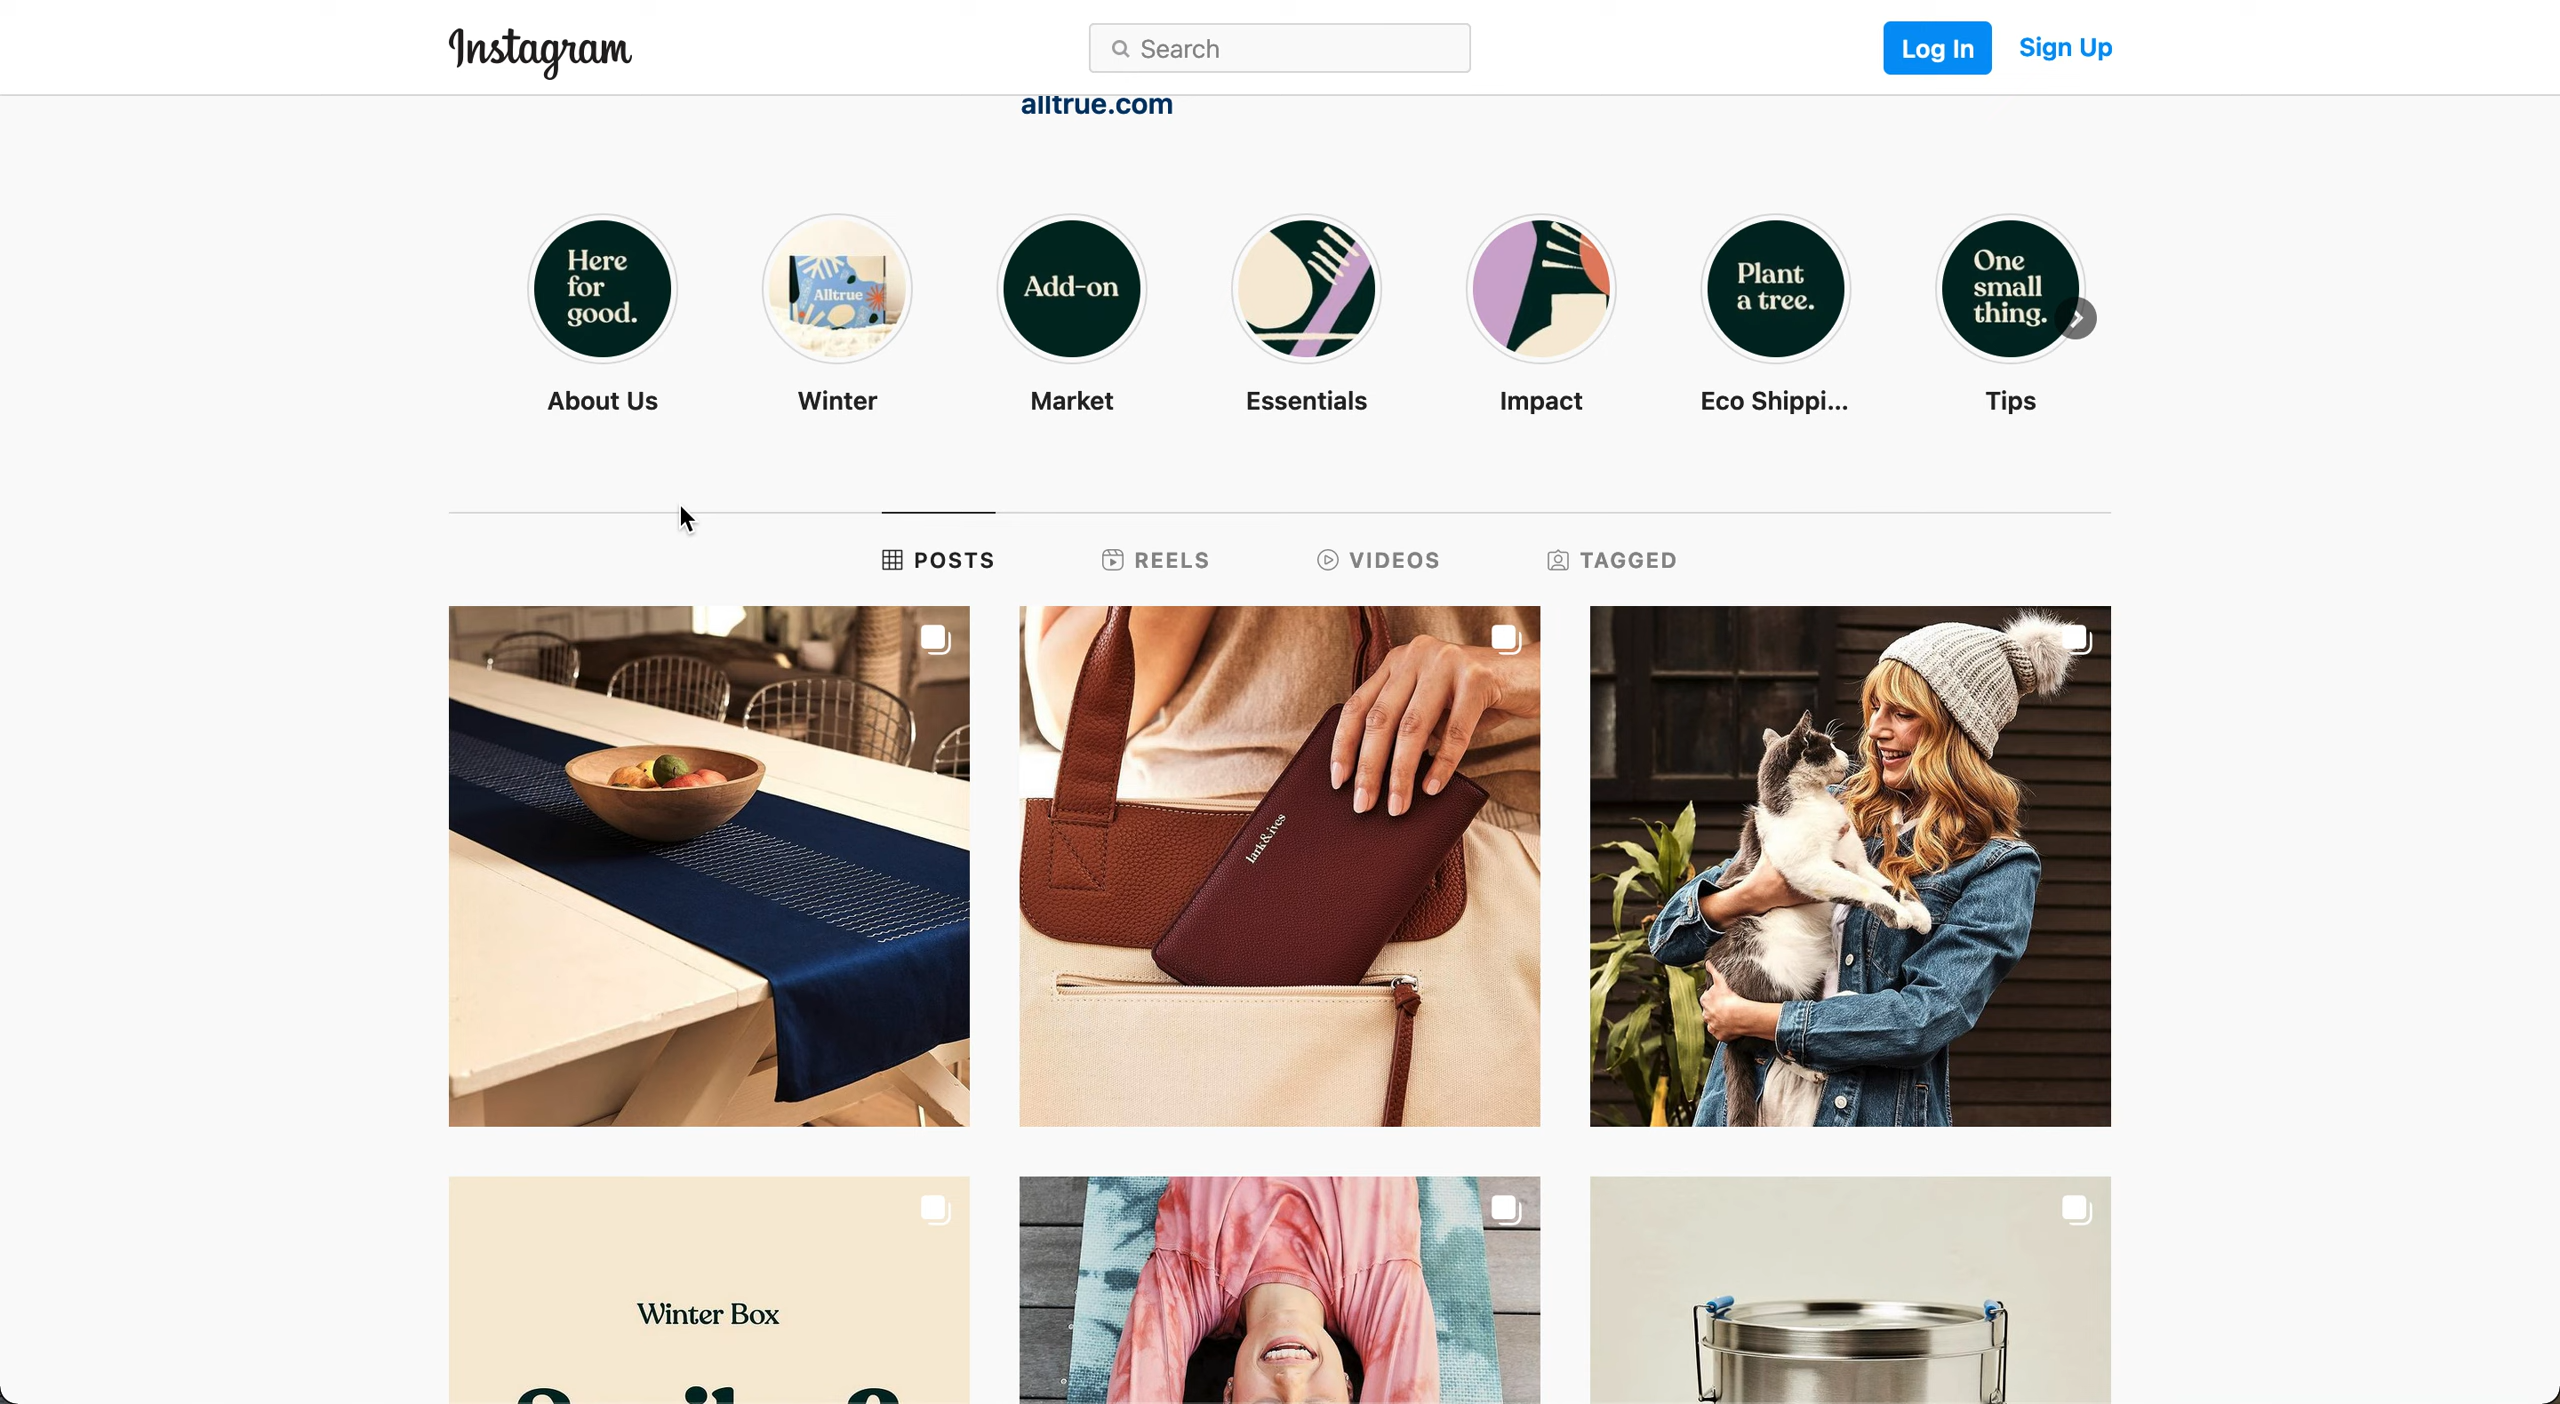 Instagram
Search
Log In
Sign Up
alltrue.com
Here
for
good.
Alltrue
Add-on
Plant
a tree.
One
small
thing.
About Us
Winter
Market
Essentials
Impact
Eco Shippi...
Tips
POSTS
REELS
VIDEOS
TAGGED
lark&ives
Winter Box